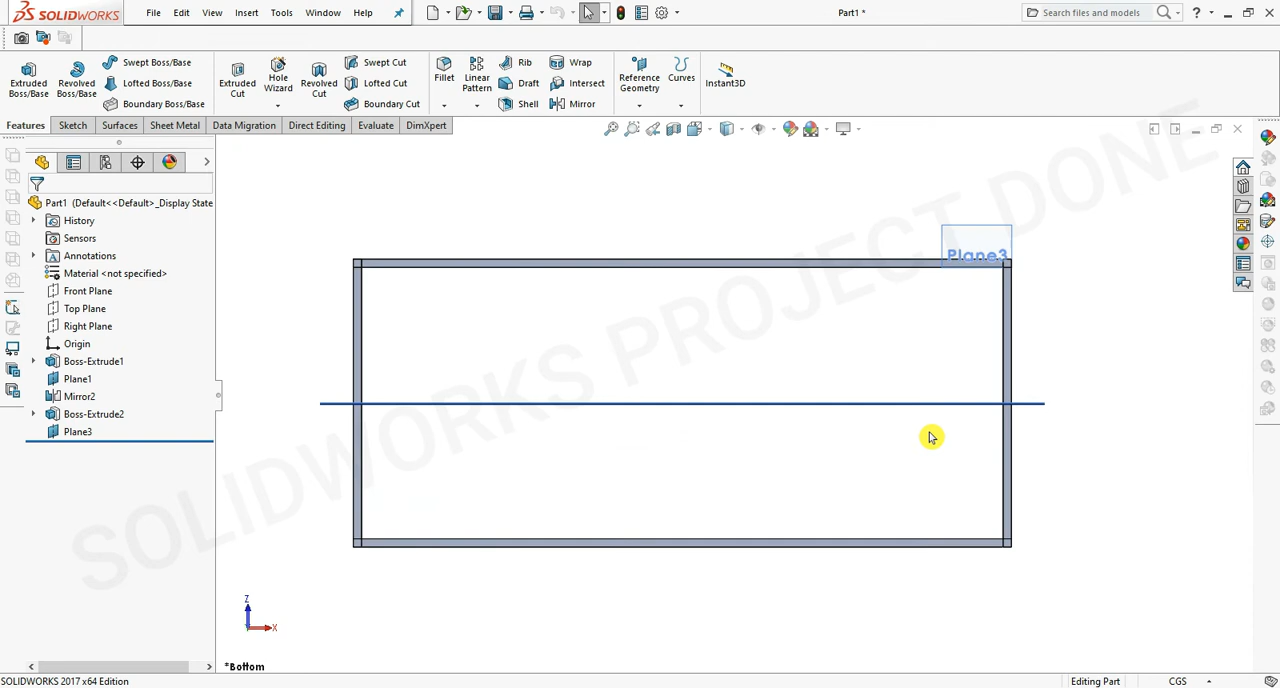 SOLIDWORKS
File Edit View Insert Tools Window Help
Part1 *
Search files and models
Extruded Boss/Base
Revolved Boss/Base
Swept Boss/Base
Lofted Boss/Base
Boundary Boss/Base
Extruded Cut
Hole Wizard
Revolved Cut
Swept Cut
Lofted Cut
Boundary Cut
Fillet
Linear Pattern
Rib
Draft
Shell
Wrap
Intersect
Mirror
Reference Geometry
Curves
Instant3D
Features Sketch Surfaces Sheet Metal Data Migration Direct Editing Evaluate DimXpert
Part1 (Default<<Default>_Display State
History
Sensors
Annotations
Material <not specified>
Front Plane
Top Plane
Right Plane
Origin
Boss-Extrude1
Plane1
Mirror2
Boss-Extrude2
Plane3
Plane3
SOLIDWORKS PROJECT DONE
Z
X
*Bottom
SOLIDWORKS 2017 x64 Edition
Editing Part
CGS